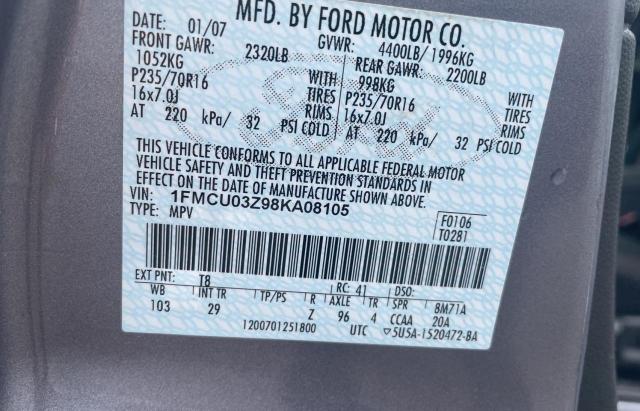 MFD. BY FORD MOTOR CO.
DATE: 01/07 GVWR: 4400LB/1996KG
FRONT GAWR: 2320LB REAR GAWR: 2200LB
1052KG WITH 998KG WITH
P235/70R16 TIRES P235/70R16 TIRES
16x7.0J RIMS 16x7.0J RIMS
AT 220 kPa/ 32 PSI COLD AT 220 kPa/ 32 PSI COLD
THIS VEHICLE CONFORMS TO ALL APPLICABLE FEDERAL MOTOR
VEHICLE SAFETY AND THEFT PREVENTION STANDARDS IN
EFFECT ON THE DATE OF MANUFACTURE SHOWN ABOVE.
VIN: 1FMCU03Z98KA08105
TYPE: MPV F0106
T0281
EXT PNT: T8 RC: 41 DSO:
WB INT TR TP/PS R AXLE TR SPR 8M71A
103 29 Z 96 4 CCAA 20A
1200701251800 UTC ▽5U5A-1520472-BA